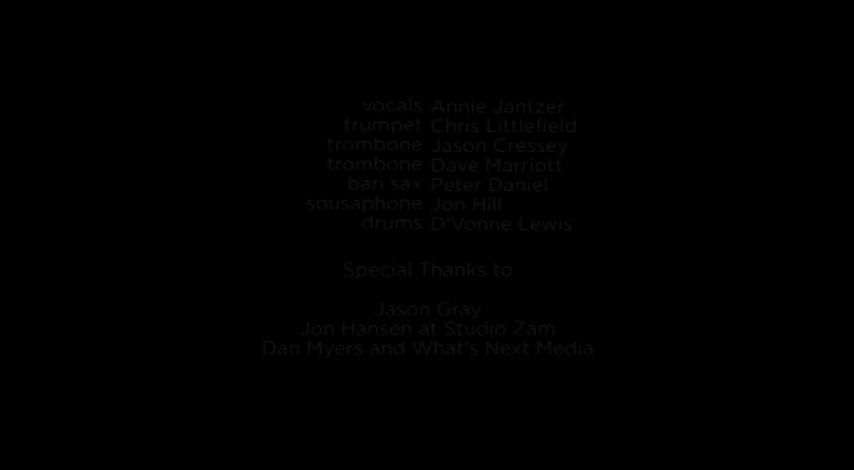 vocals Annie Jantzer
trumpet Chris Littlefield
trombone Jason Cressey
trombone Dave Marriott
bari sax Peter Daniel
sousaphone Jon Hill
drums D'Vonne Lewis
Special Thanks to
Jason Gray
Jon Hansen at Studio Zam
Dan Myers and What's Next Media